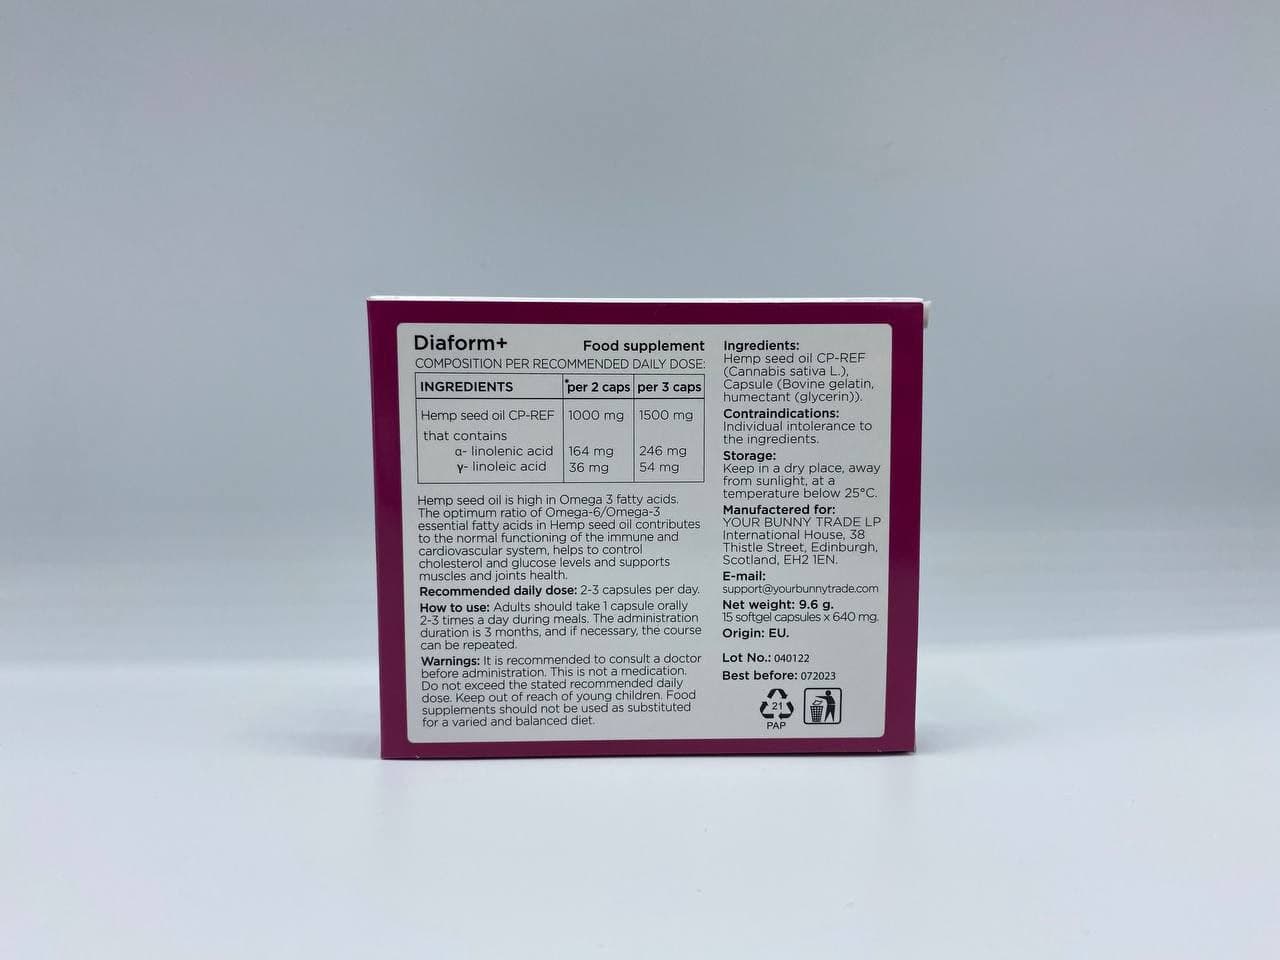 Diaform+ Food supplement
COMPOSITION PER RECOMMENDED DAILY DOSE:
INGREDIENTS *per 2 caps per 3 caps
Hemp seed oil CP-REF 1000 mg 1500 mg
that contains
α- linolenic acid 164 mg 246 mg
γ- linoleic acid 36 mg 54 mg
Hemp seed oil is high in Omega 3 fatty acids.
The optimum ratio of Omega-6/Omega-3
essential fatty acids in Hemp seed oil contributes
to the normal functioning of the immune and
cardiovascular system, helps to control
cholesterol and glucose levels and supports
muscles and joints health.
Recommended daily dose: 2-3 capsules per day.
How to use: Adults should take 1 capsule orally
2-3 times a day during meals. The administration
duration is 3 months, and if necessary, the course
can be repeated.
Warnings: It is recommended to consult a doctor
before administration. This is not a medication.
Do not exceed the stated recommended daily
dose. Keep out of reach of young children. Food
supplements should not be used as substituted
for a varied and balanced diet.
Ingredients:
Hemp seed oil CP-REF
(Cannabis sativa L.),
Capsule (Bovine gelatin,
humectant (glycerin)).
Contraindications:
Individual intolerance to
the ingredients.
Storage:
Keep in a dry place, away
from sunlight, at a
temperature below 25°C.
Manufactered for:
YOUR BUNNY TRADE LP
International House, 38
Thistle Street, Edinburgh,
Scotland, EH2 1EN.
E-mail:
support@yourbunnytrade.com
Net weight: 9.6 g.
15 softgel capsules x 640 mg.
Origin: EU.
Lot No.: 040122
Best before: 072023
21
PAP